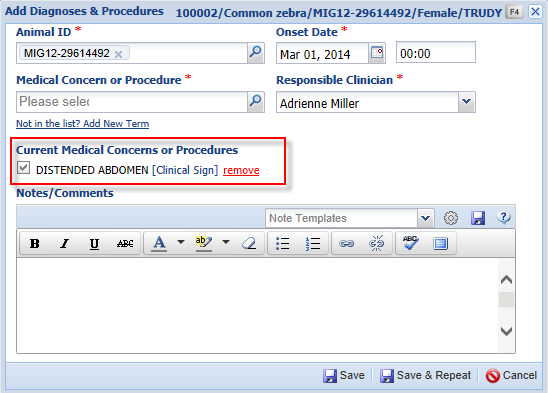 Add Diagnoses & Procedures 100002/Common zebra/MIG12-29614492/Female/TRUDY F4
Animal ID * Onset Date *
MIG12-29614492 Mar 01, 2014 00:00
Medical Concern or Procedure * Responsible Clinician *
Please selec Adrienne Miller
Not in the list? Add New Term
Current Medical Concerns or Procedures
DISTENDED ABDOMEN [Clinical Sign] remove
Notes/Comments
Note Templates
B I U ABC A ab ABC
Save Save & Repeat Cancel